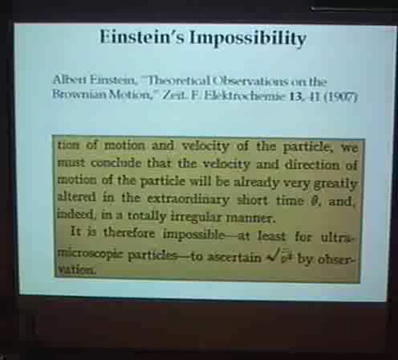 Einstein's Impossibility
Albert Einstein, "Theoretical Observations on the
Brownian Motion," Zeit. F. Elektrochemie 13, 41 (1907)
tion of motion and velocity of the particle, we
must conclude that the velocity and direction of
motion of the particle will be already very greatly
altered in the extraordinary short time θ, and,
indeed, in a totally irregular manner.
It is therefore impossible—at least for ultra-
microscopic particles—to ascertain √v² by obser-
vation.